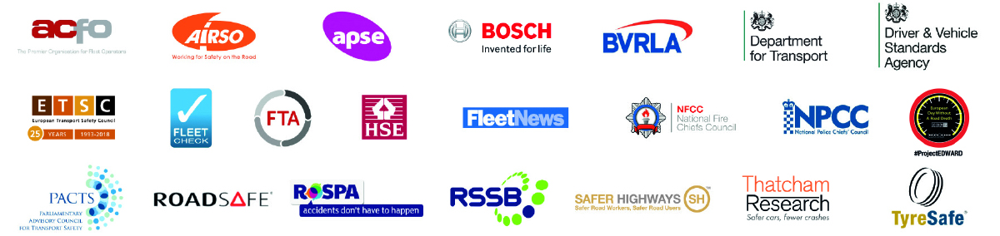 acfo
The Premier Organisation for Fleet Operators
AiRSO
Working for Safety on the Road
apse
BOSCH
Invented for life
BVRLA
Department
for Transport
Driver & Vehicle
Standards
Agency
ETSC
European Transport Safety Council
25 YEARS 1993-2018
FLEET
CHECK
FTA
HSE
FleetNews
NFCC
National Fire
Chiefs Council
NPCC
National Police Chiefs' Council
European
Day Without
A Road Death
#ProjectEDWARD
PACTS
PARLIAMENTARY
ADVISORY COUNCIL
FOR TRANSPORT SAFETY
ROADSAFE®
RoSPA
accidents don't have to happen
RSSB
SAFER HIGHWAYS SH™
Safer Road Workers, Safer Road Users
Thatcham
Research
Safer cars, fewer crashes
TyreSafe®